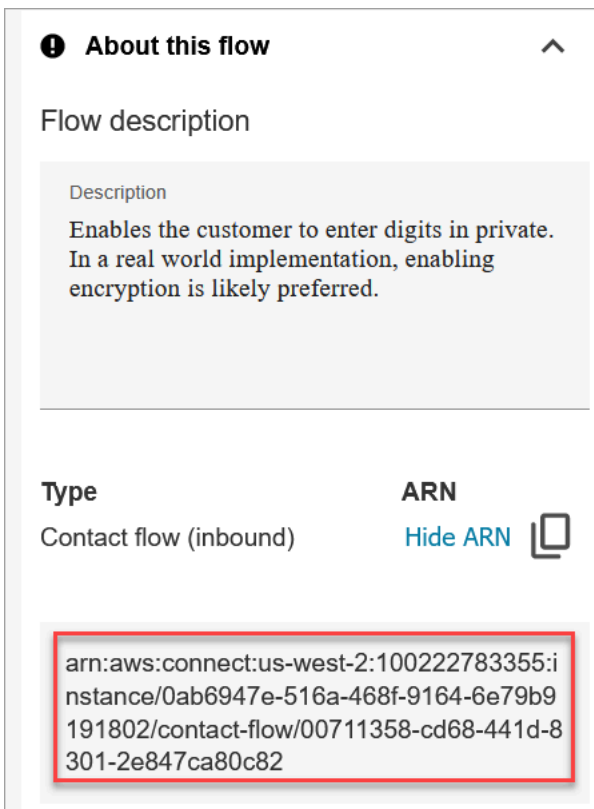 About this flow
Flow description
Description
Enables the customer to enter digits in private.
In a real world implementation, enabling
encryption is likely preferred.
Type ARN
Contact flow (inbound) Hide ARN
arn:aws:connect:us-west-2:100222783355:i
nstance/0ab6947e-516a-468f-9164-6e79b9
191802/contact-flow/00711358-cd68-441d-8
301-2e847ca80c82